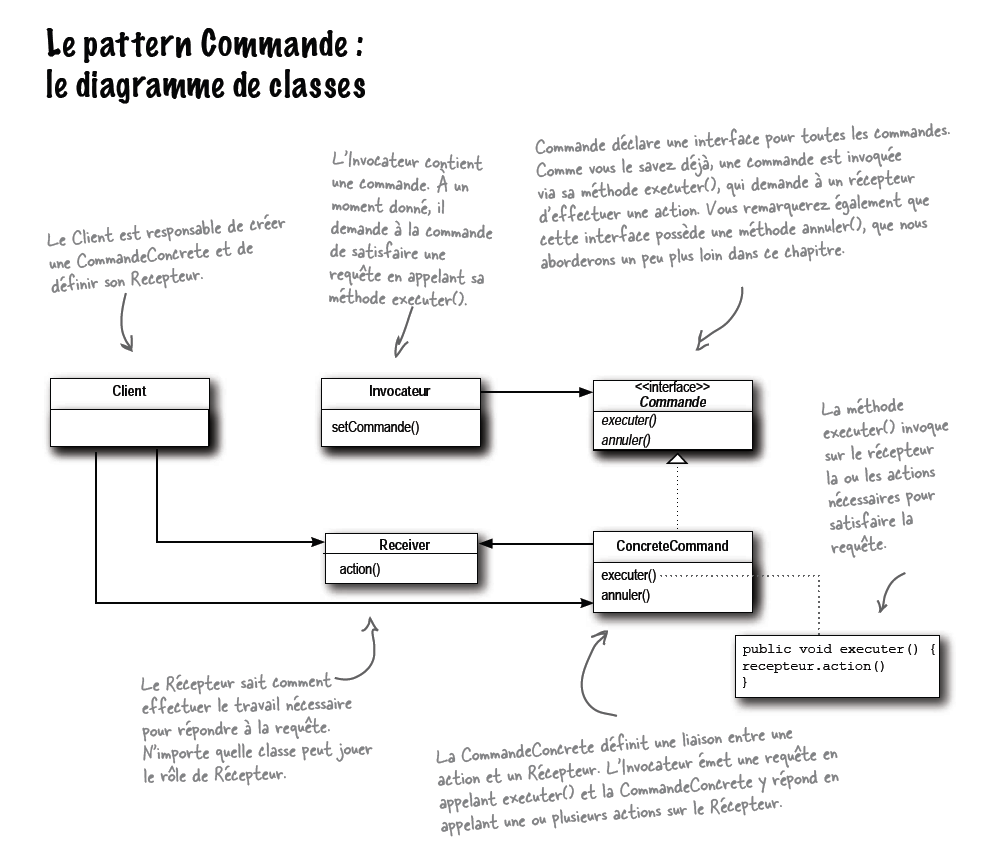 Le pattern Commande :
le diagramme de classes
Le Client est responsable de créer
une CommandeConcrete et de
définir son Recepteur.
L'Invocateur contient
une commande. À un
moment donné, il
demande à la commande
de satisfaire une
requête en appelant sa
méthode executer().
Commande déclare une interface pour toutes les commandes.
Comme vous le savez déjà, une commande est invoquée
via sa méthode executer(), qui demande à un récepteur
d'effectuer une action. Vous remarquerez également que
cette interface possède une méthode annuler(), que nous
aborderons un peu plus loin dans ce chapitre.
Client
Invocateur
setCommande()
<<interface>>
Commande
executer()
annuler()
La méthode
executer() invoque
sur le récepteur
la ou les actions
nécessaires pour
satisfaire la
requête.
Receiver
action()
ConcreteCommand
executer()
annuler()
public void executer() {
recepteur.action()
}
Le Récepteur sait comment
effectuer le travail nécessaire
pour répondre à la requête.
N'importe quelle classe peut jouer
le rôle de Récepteur.
La CommandeConcrete définit une liaison entre une
action et un Récepteur. L'Invocateur émet une requête en
appelant executer() et la CommandeConcrete y répond en
appelant une ou plusieurs actions sur le Récepteur.